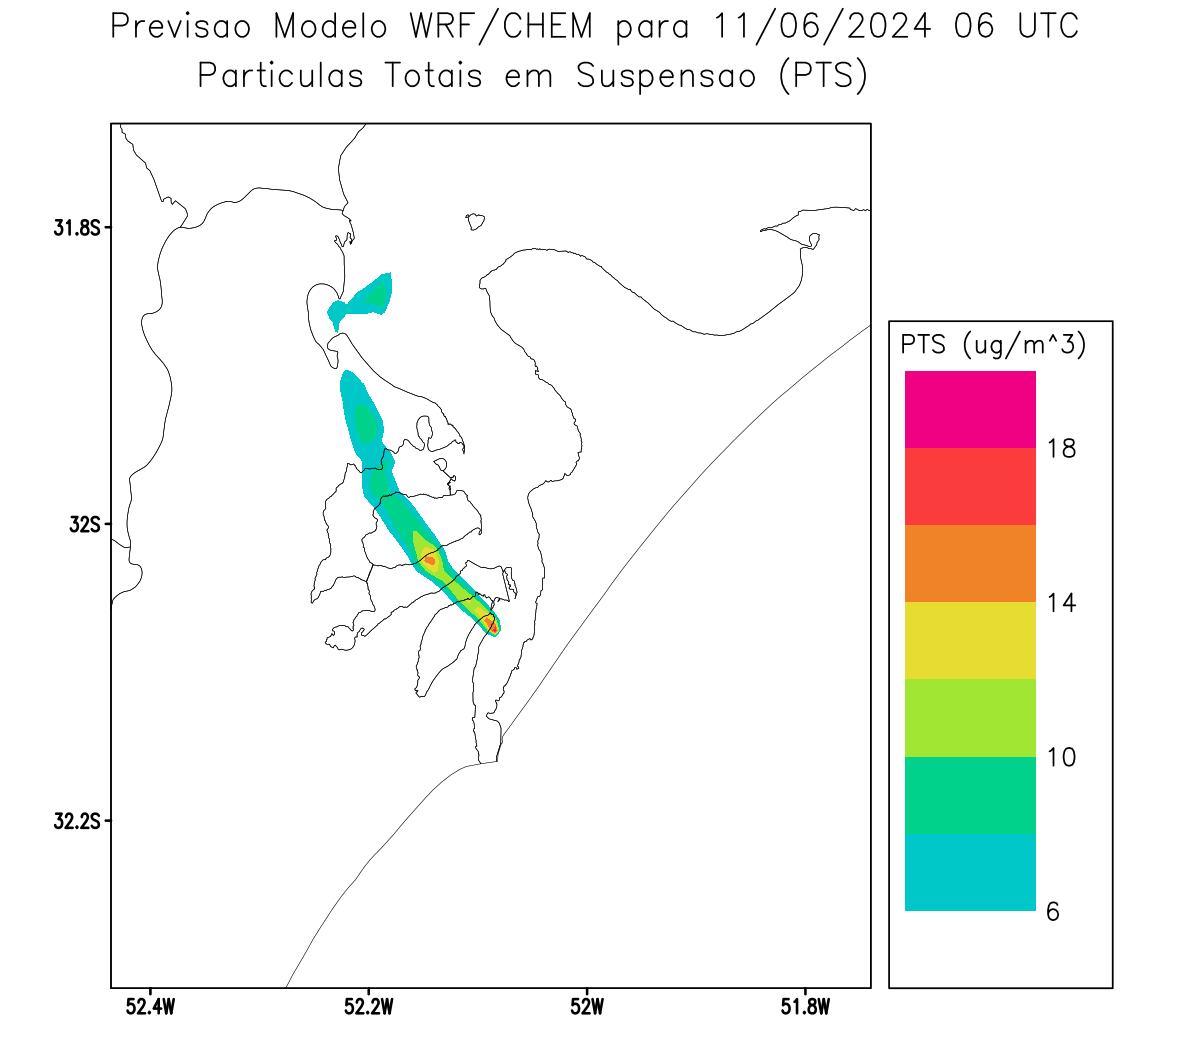 Previsao Modelo WRF/CHEM para 11/06/2024 06 UTC
Particulas Totais em Suspensao (PTS)
31.8S
32S
32.2S
52.4W
52.2W
52W
51.8W
PTS (ug/m^3)
18
14
10
6